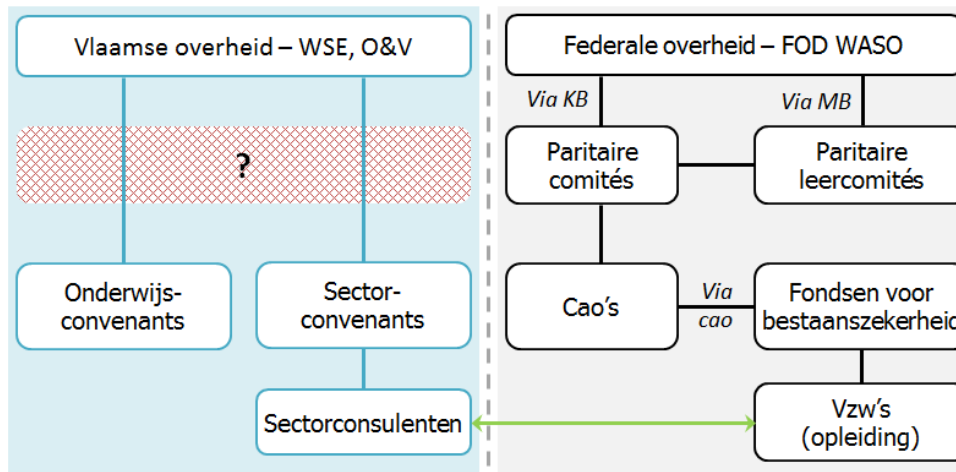 Vlaamse overheid – WSE, O&V
?
Onderwijs-
convenants
Sector-
convenants
Sectorconsulenten
Federale overheid – FOD WASO
Via KB
Via MB
Paritaire
comités
Paritaire
leercomités
Cao's
Via
cao
Fondsen voor
bestaanszekerheid
Vzw's
(opleiding)